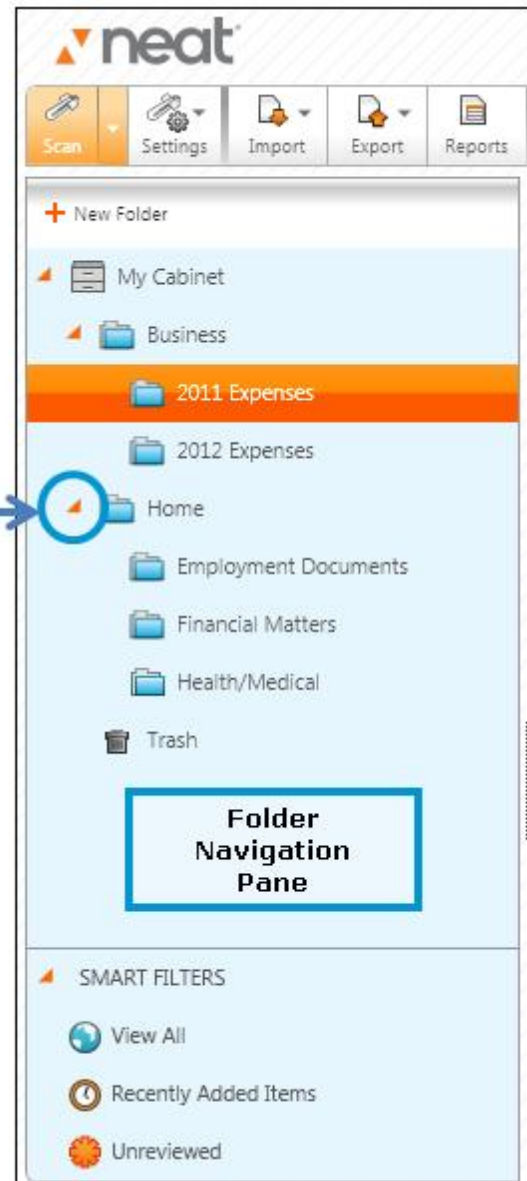 neat
Scan Settings Import Export Reports
+ New Folder
My Cabinet
Business
2011 Expenses
2012 Expenses
Home
Employment Documents
Financial Matters
Health/Medical
Trash
Folder
Navigation
Pane
SMART FILTERS
View All
Recently Added Items
Unreviewed